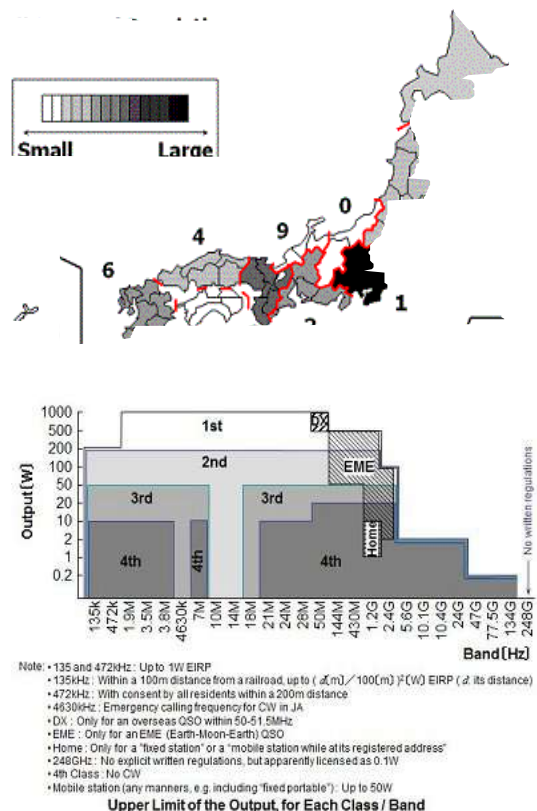 Small Large
0
9
4
6
1
1000
500
200
100
50
20
10
2
1
0.2
Output[W]
1st
DX
2nd
EME
3rd 3rd
Home
4th 4th 4th
No written regulations
135k 472k 1.9M 3.5M 3.8M 4630k 7M 10M 14M 18M 21M 24M 28M 50M 144M 430M 1.2G 2.4G 5.6G 10.1G 10.4G 24G 47G 77.5G 134G 248G
Band[Hz]
Note: • 135 and 472kHz : Up to 1W EIRP
• 135kHz : Within a 100m distance from a railroad, up to ( d[m]／100[m] )²[W] EIRP ( d: its distance)
• 472kHz : With consent by all residents within a 200m distance
• 4630kHz : Emergency calling frequency for CW in JA
• DX : Only for an overseas QSO within 50-51.5MHz
• EME : Only for an EME (Earth-Moon-Earth) QSO
• Home : Only for a "fixed station" or a "mobile station while at its registered address"
• 248GHz : No explicit written regulations, but apparently licensed as 0.1W
• 4th Class : No CW
• Mobile station (any manners, e.g. including "fixed portable") : Up to 50W
Upper Limit of the Output, for Each Class / Band